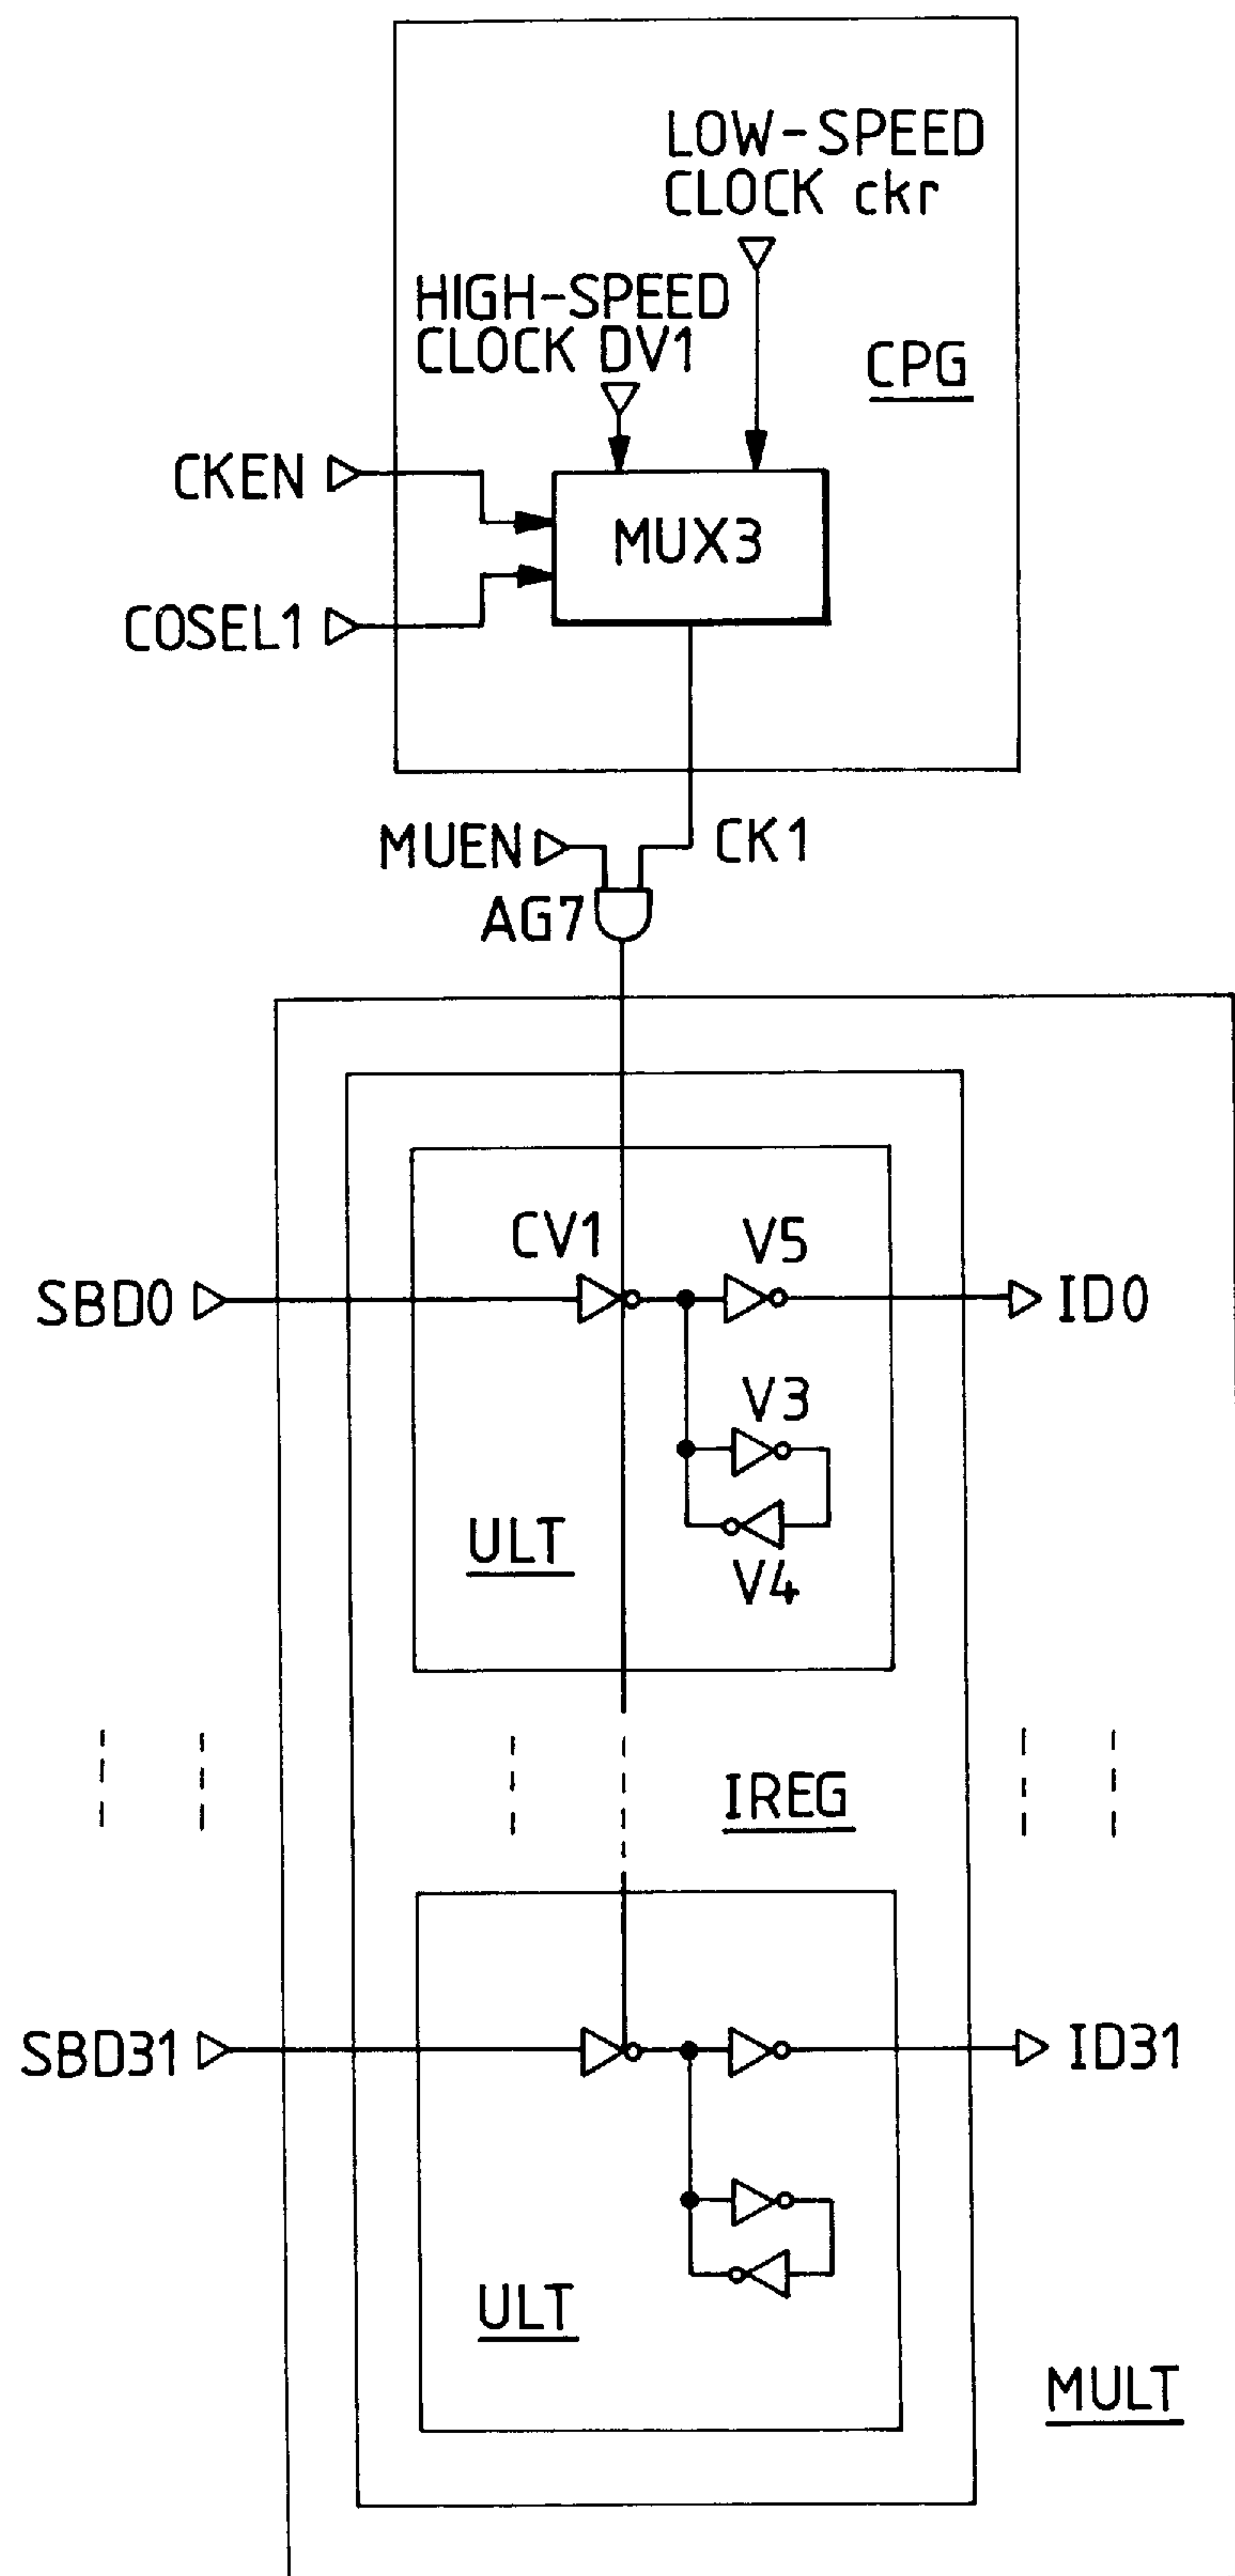 LOW-SPEED
CLOCK ckr
HIGH-SPEED
CLOCK DV1
CPG
CKEN
MUX3
COSEL1
MUEN
CK1
AG7
CV1
V5
SBD0
ID0
V3
ULT
V4
IREG
SBD31
ID31
ULT
MULT